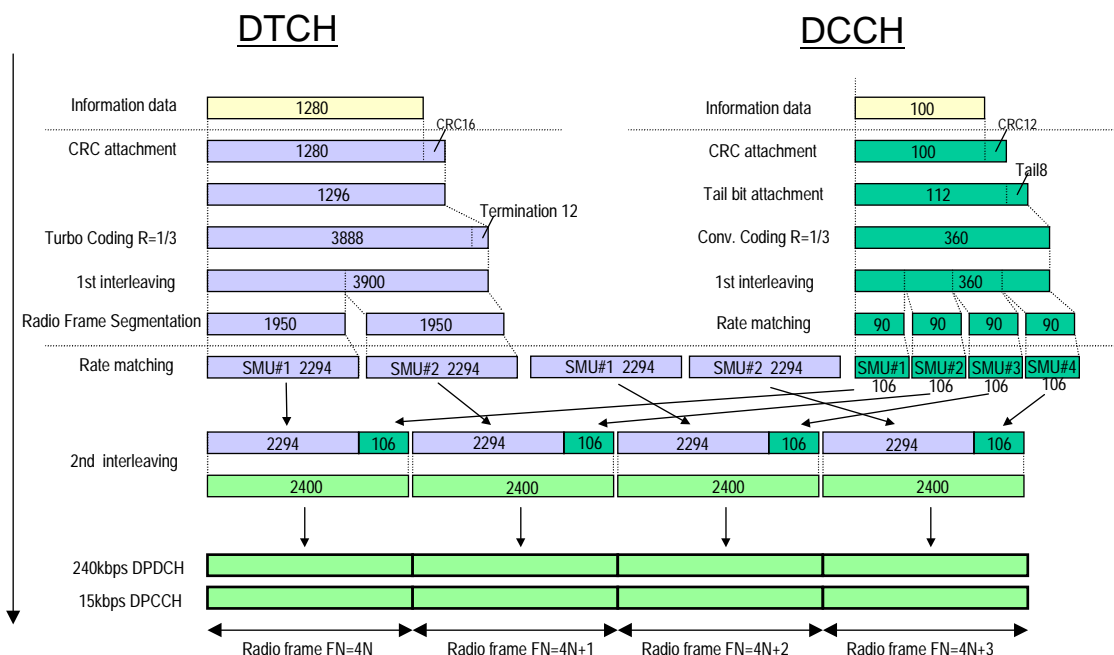 DTCH
DCCH
Information data
1280
Information data
100
CRC16
CRC12
CRC attachment
1280
CRC attachment
100
Tail8
1296
Tail bit attachment
112
Termination 12
Turbo Coding R=1/3
3888
Conv. Coding R=1/3
360
1st interleaving
3900
1st interleaving
360
Radio Frame Segmentation
1950
1950
Rate matching
90
90
90
90
Rate matching
SMU#1 2294
SMU#2 2294
SMU#1 2294
SMU#2 2294
SMU#1
SMU#2
SMU#3
SMU#4
106
106
106
106
2294
106
2294
106
2294
106
2294
106
2nd interleaving
2400
2400
2400
2400
240kbps DPDCH
15kbps DPCCH
Radio frame FN=4N
Radio frame FN=4N+1
Radio frame FN=4N+2
Radio frame FN=4N+3